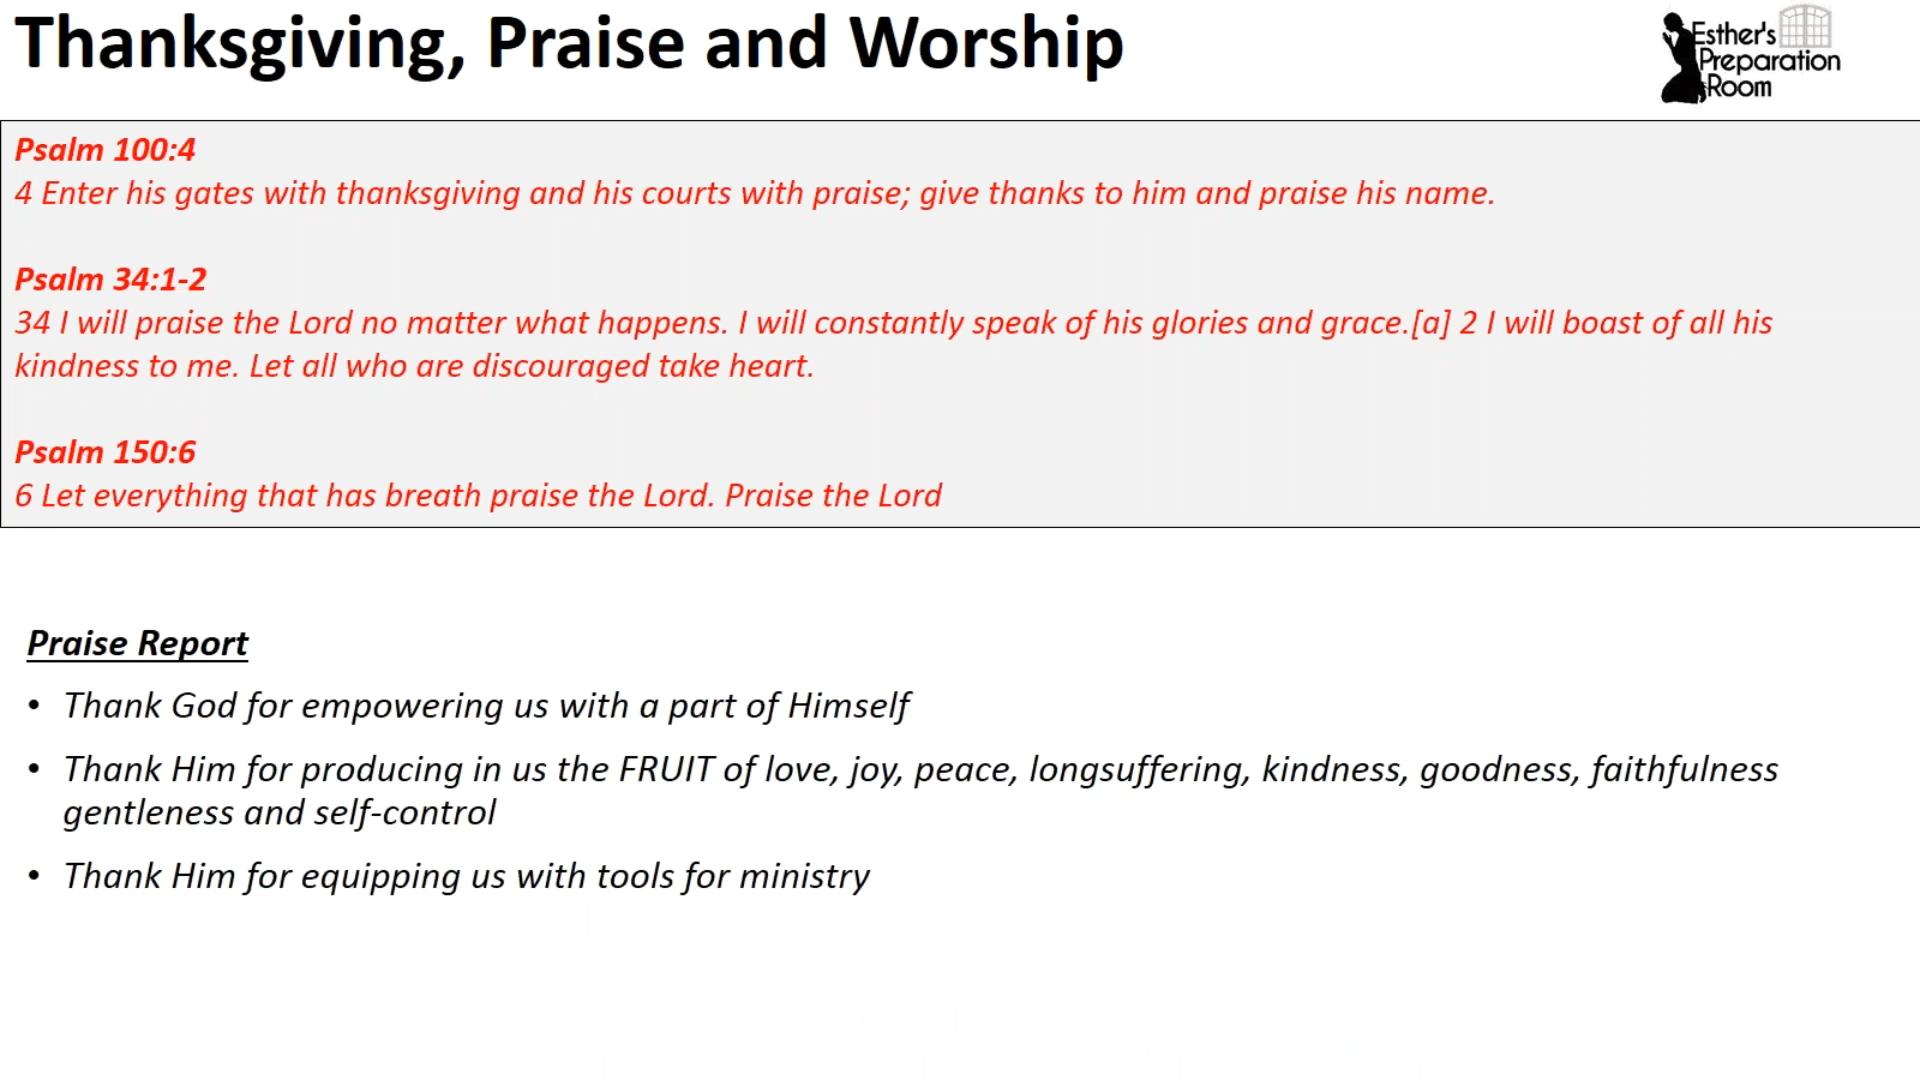 Thanksgiving, Praise and Worship
Esther's
Preparation
Room
Psalm 100:4
4 Enter his gates with thanksgiving and his courts with praise; give thanks to him and praise his name.
Psalm 34:1-2
34 I will praise the Lord no matter what happens. I will constantly speak of his glories and grace.[a] 2 I will boast of all his
kindness to me. Let all who are discouraged take heart.
Psalm 150:6
6 Let everything that has breath praise the Lord. Praise the Lord
Praise Report
• Thank God for empowering us with a part of Himself
• Thank Him for producing in us the FRUIT of love, joy, peace, longsuffering, kindness, goodness, faithfulness
gentleness and self-control
• Thank Him for equipping us with tools for ministry